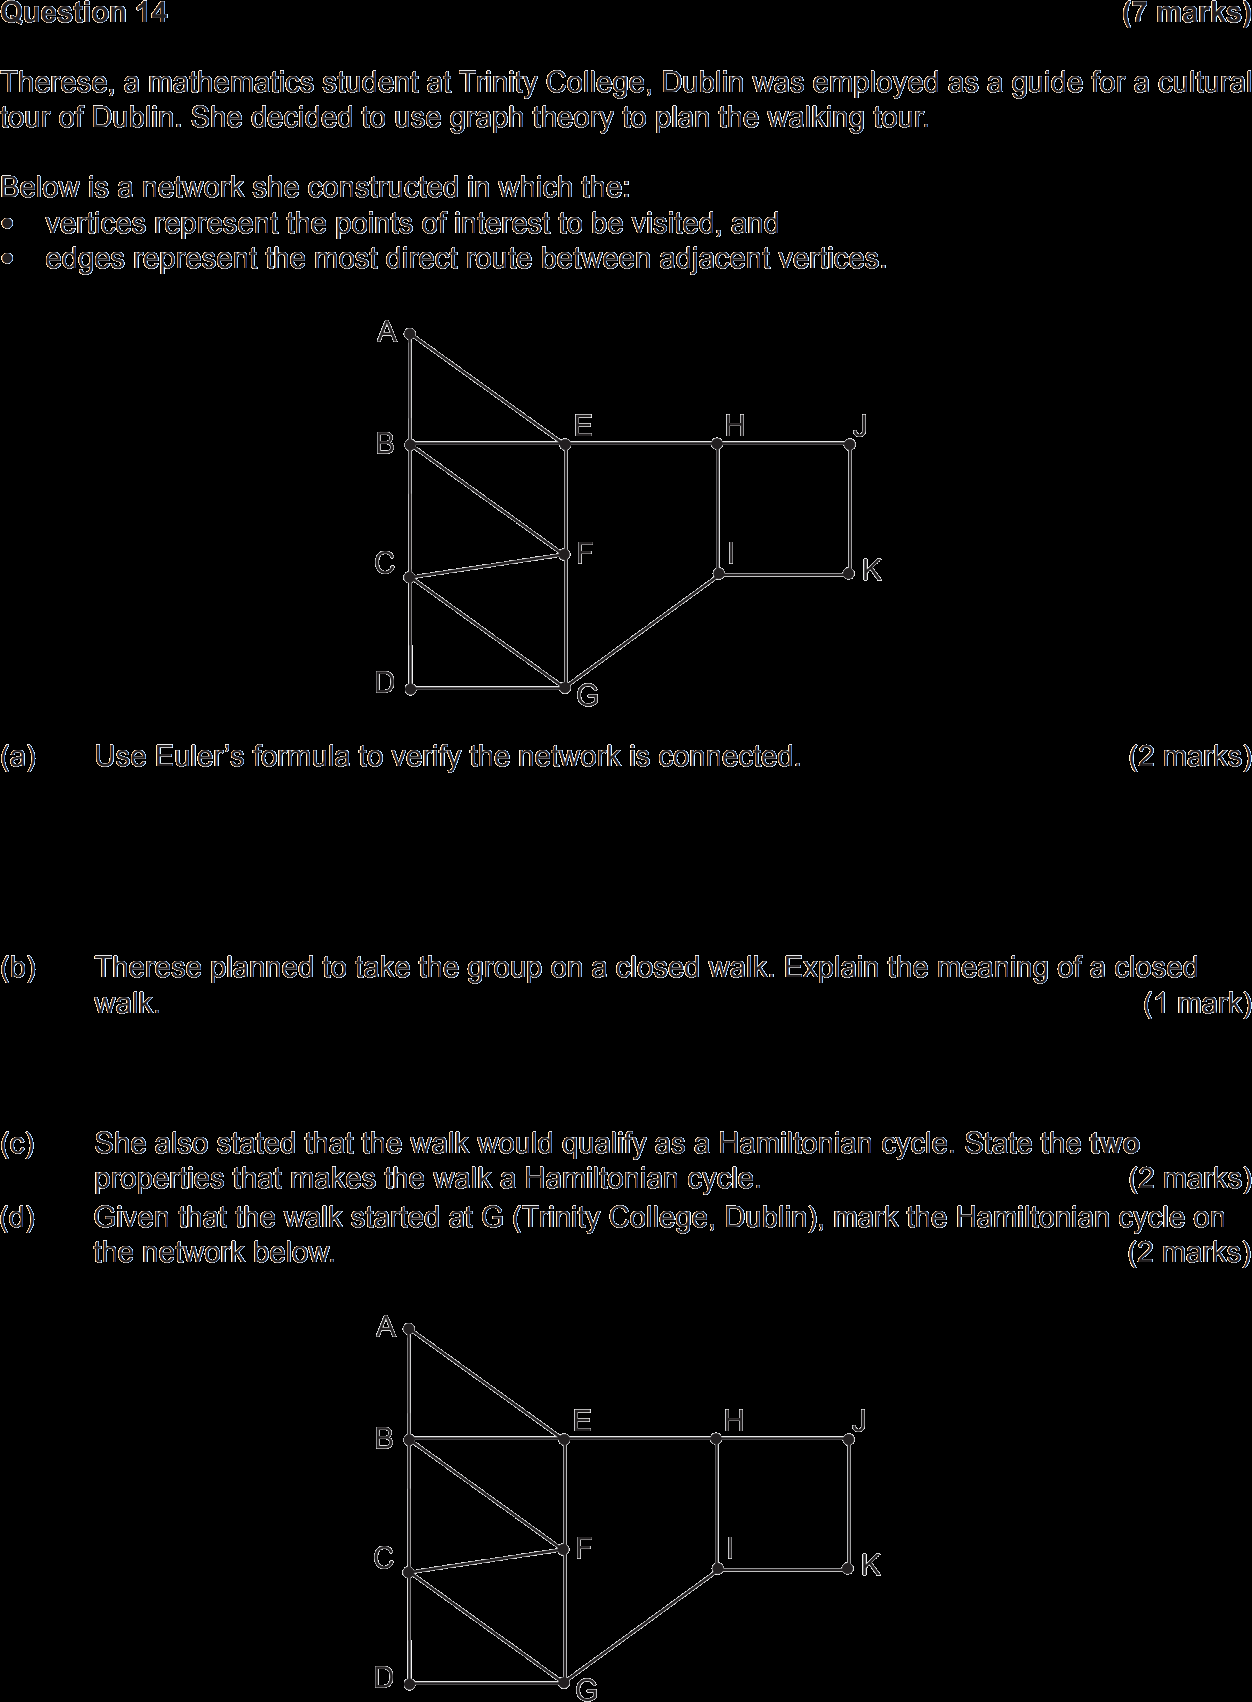 Question 14 (7 marks)
Therese, a mathematics student at Trinity College, Dublin was employed as a guide for a cultural
tour of Dublin. She decided to use graph theory to plan the walking tour.
Below is a network she constructed in which the:
• vertices represent the points of interest to be visited, and
• edges represent the most direct route between adjacent vertices.
A
E H J
B
C F I K
D G
(a) Use Euler's formula to verify the network is connected. (2 marks)
(b) Therese planned to take the group on a closed walk. Explain the meaning of a closed
walk. (1 mark)
(c) She also stated that the walk would qualify as a Hamiltonian cycle. State the two
properties that makes the walk a Hamiltonian cycle. (2 marks)
(d) Given that the walk started at G (Trinity College, Dublin), mark the Hamiltonian cycle on
the network below. (2 marks)
A
E H J
B
C F I K
D G